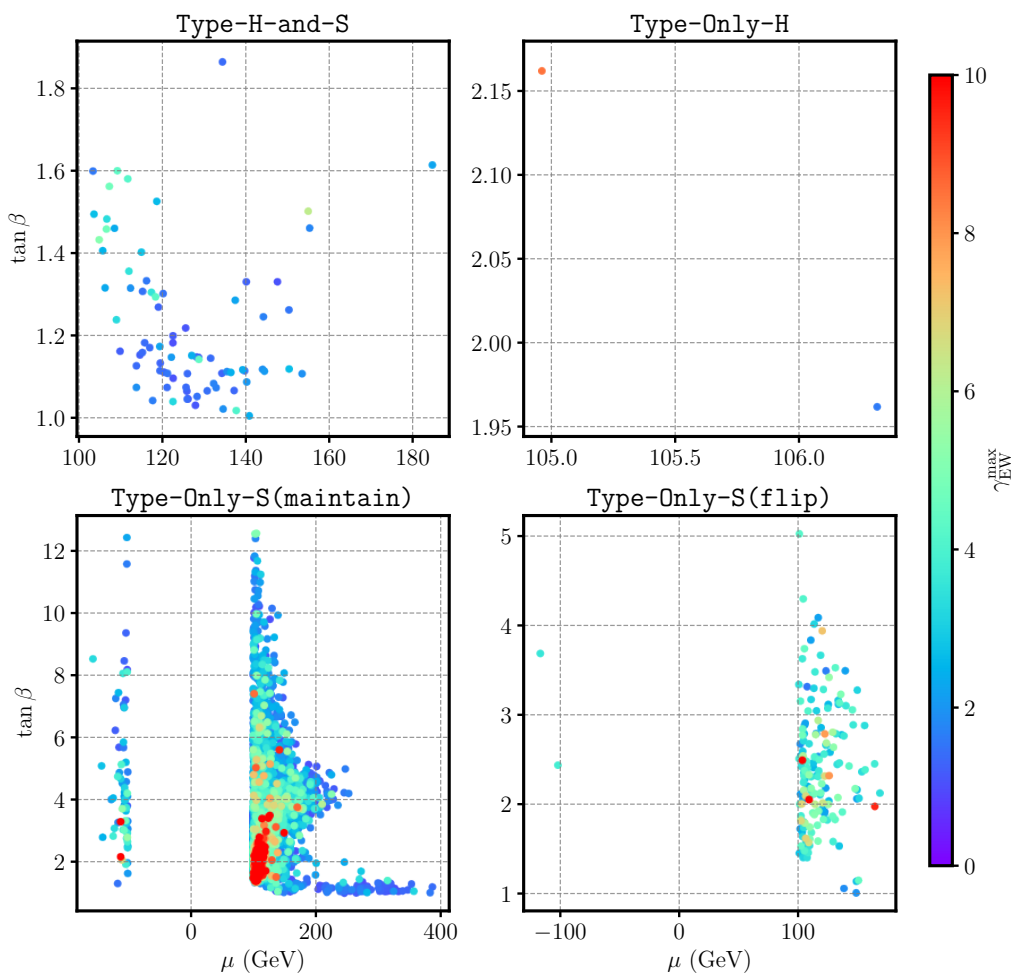 Type-H-and-S
Type-Only-H
tan β
1.8
1.6
1.4
1.2
1.0
100 120 140 160 180
2.15
2.10
2.05
2.00
1.95
105.0 105.5 106.0
Type-Only-S(maintain)
Type-Only-S(flip)
tan β
12
10
8
6
4
2
0 200 400
μ (GeV)
5
4
3
2
1
−100 0 100
μ (GeV)
10
8
6
4
2
0
γ_EW^max